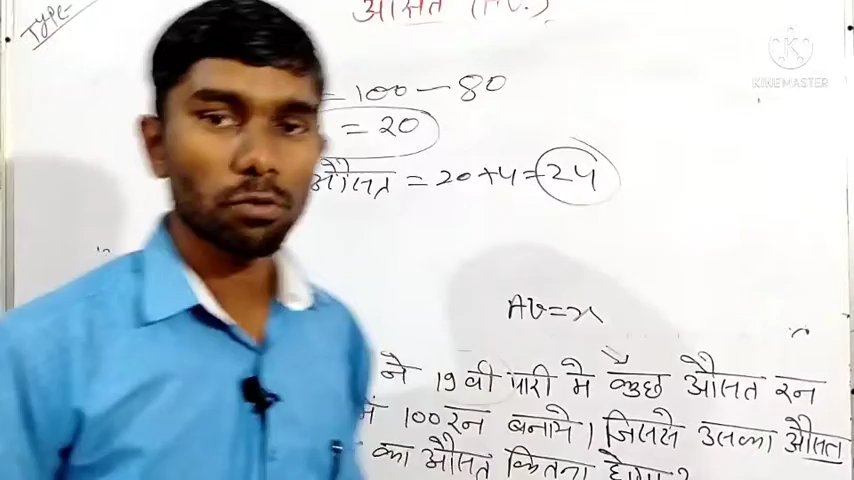 TYPE-
औसत (AV.)
= 100 - 80
= 20
औसत = 20+4 = 24
AV = x
ने 19 वी पारी में कुछ औसत रन
में 100 रन बनाये। जिससे उसका औसत
का औसत कितना होगा?
KINEMASTER